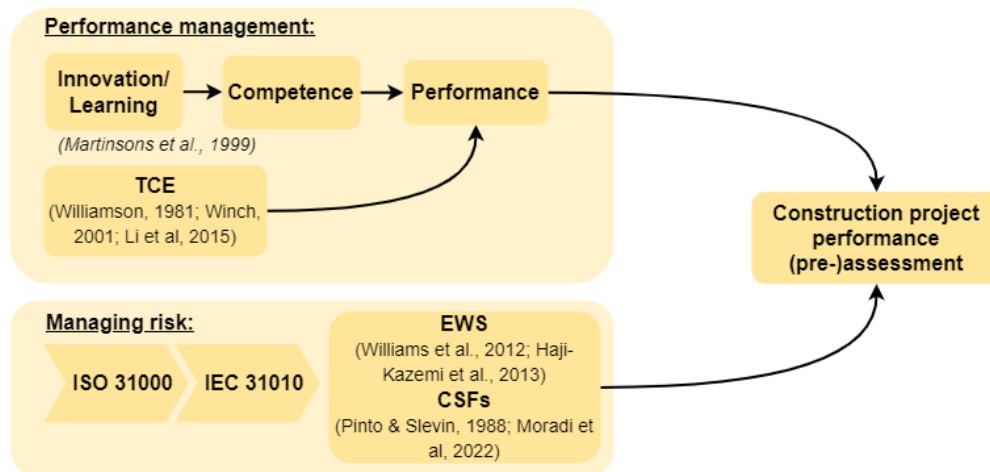 Performance management:
Innovation/
Learning
Competence
Performance
(Martinsons et al., 1999)
TCE
(Williamson, 1981; Winch,
2001; Li et al, 2015)
Construction project
performance
(pre-)assessment
Managing risk:
ISO 31000
IEC 31010
EWS
(Williams et al., 2012; Haji-
Kazemi et al., 2013)
CSFs
(Pinto & Slevin, 1988; Moradi et
al, 2022)